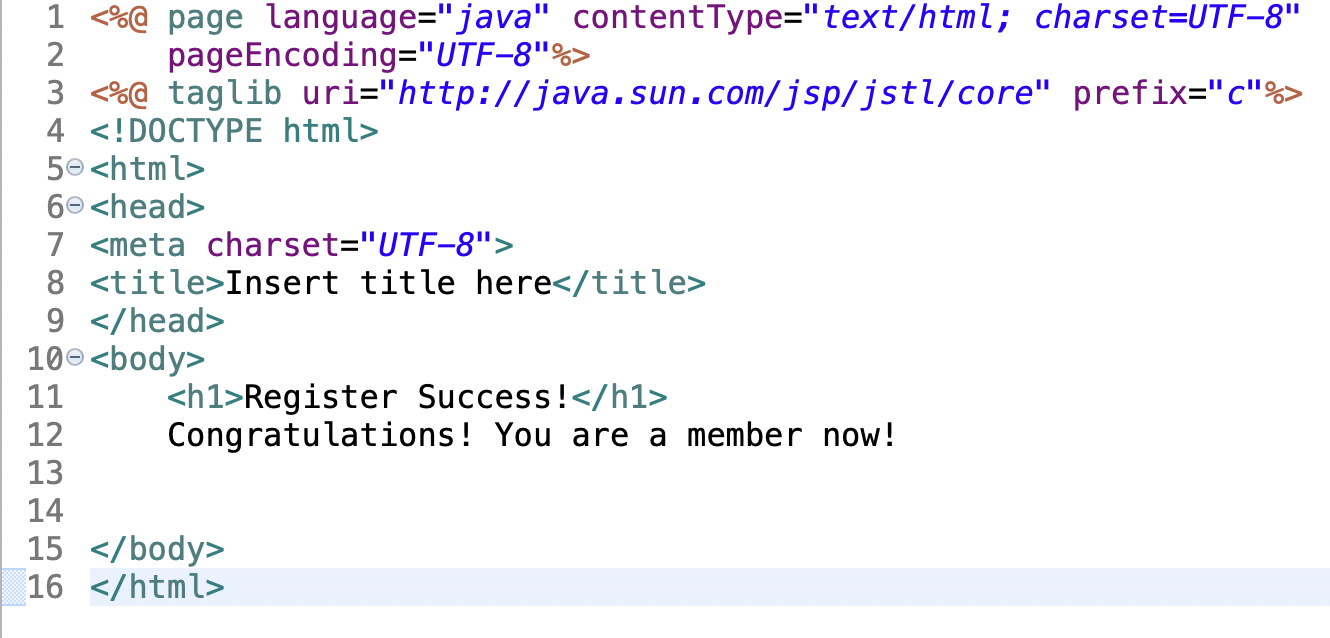 1 <%@ page language="java" contentType="text/html; charset=UTF-8"
2     pageEncoding="UTF-8"%>
3 <%@ taglib uri="http://java.sun.com/jsp/jstl/core" prefix="c"%>
4 <!DOCTYPE html>
5 <html>
6 <head>
7 <meta charset="UTF-8">
8 <title>Insert title here</title>
9 </head>
10 <body>
11     <h1>Register Success!</h1>
12     Congratulations! You are a member now!
13
14
15 </body>
16 </html>